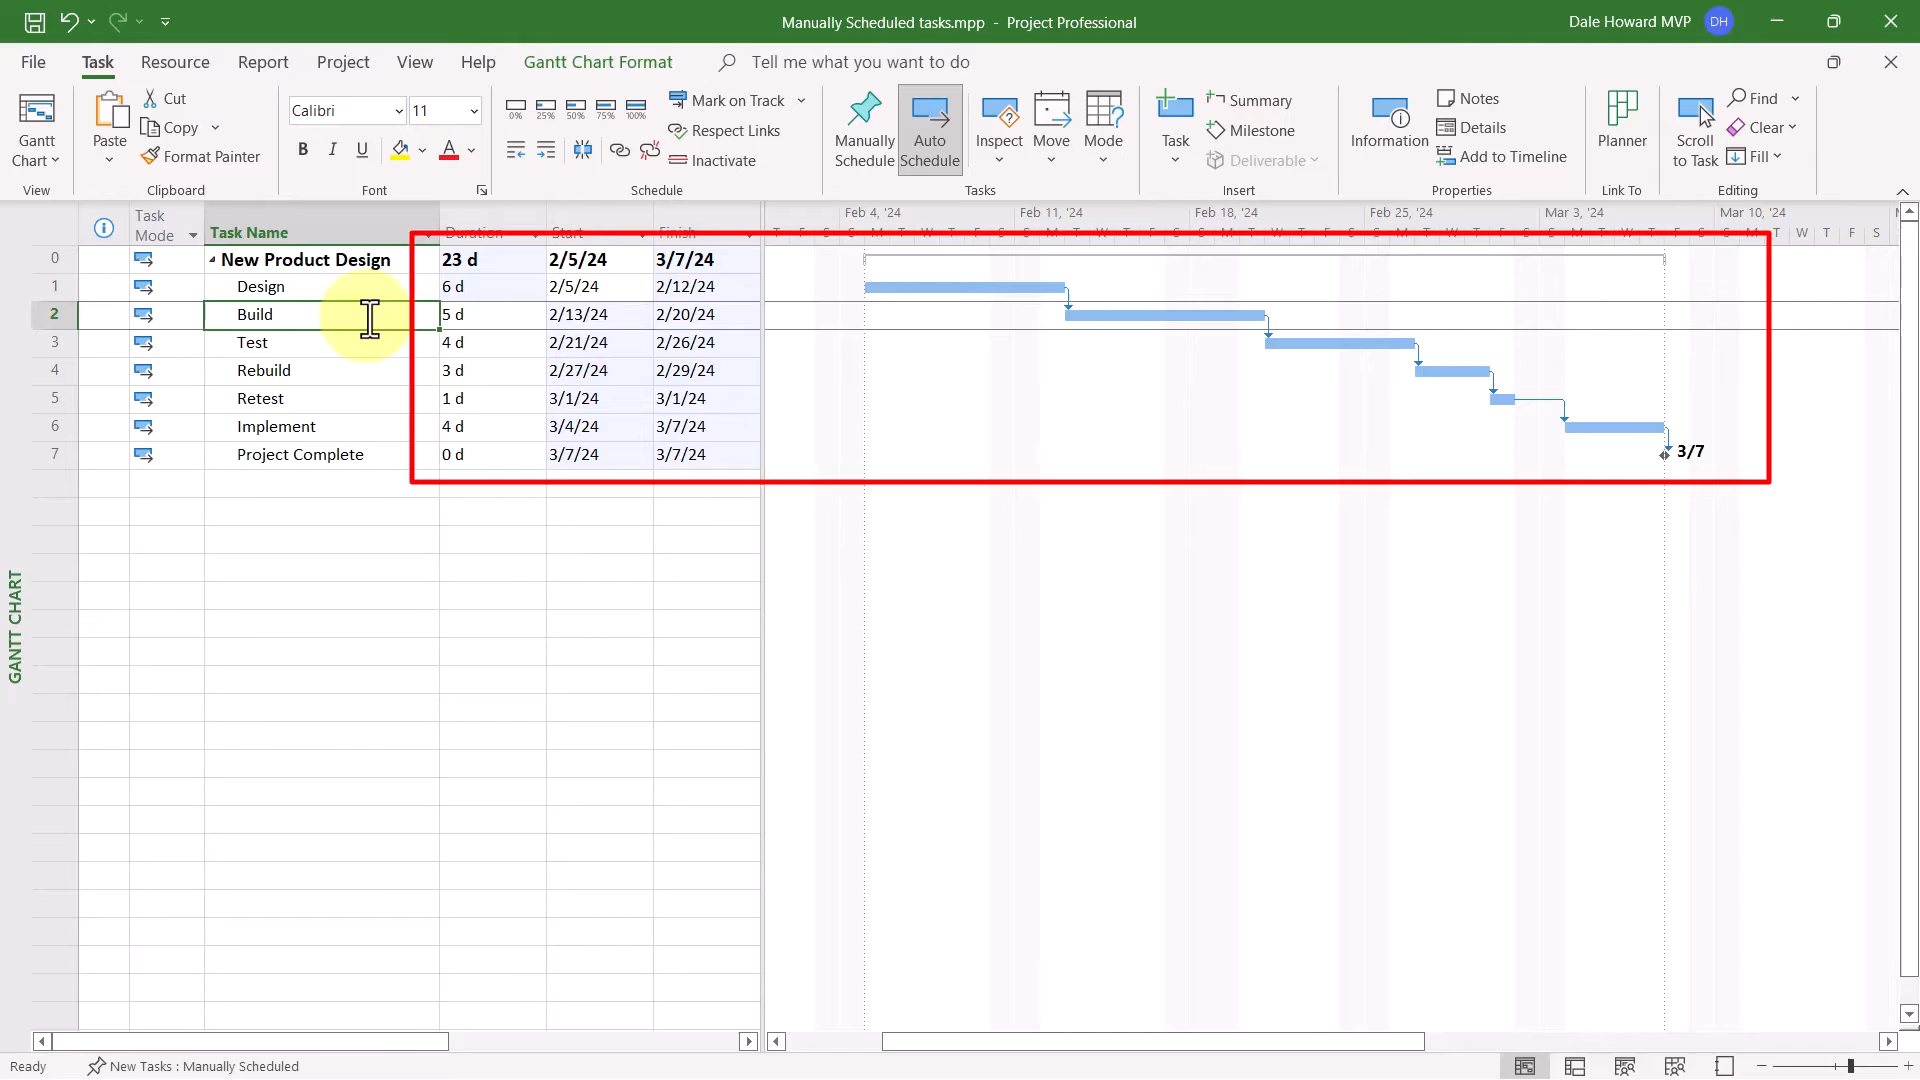 Manually Scheduled tasks.mpp - Project Professional
Dale Howard MVP DH
File Task Resource Report Project View Help Gantt Chart Format Tell me what you want to do
Gantt Chart
View
Paste
Cut
Copy
Format Painter
Clipboard
Calibri 11
B I U A
Font
0% 25% 50% 75% 100%
Mark on Track
Respect Links
Inactivate
Schedule
Manually Schedule
Auto Schedule
Inspect
Move
Mode
Tasks
Task
Summary
Milestone
Deliverable
Insert
Information
Notes
Details
Add to Timeline
Properties
Planner
Link To
Scroll to Task
Find
Clear
Fill
Editing
Task Mode Task Name Duration Start Finish
Feb 4, '24 Feb 11, '24 Feb 18, '24 Feb 25, '24 Mar 3, '24 Mar 10, '24
T F S S M T W T F S S M T W T F S S M T W T F S S M T W T F S S M T W T F S S M T W T F S
0 New Product Design 23 d 2/5/24 3/7/24
1 Design 6 d 2/5/24 2/12/24
2 Build 5 d 2/13/24 2/20/24
3 Test 4 d 2/21/24 2/26/24
4 Rebuild 3 d 2/27/24 2/29/24
5 Retest 1 d 3/1/24 3/1/24
6 Implement 4 d 3/4/24 3/7/24
7 Project Complete 0 d 3/7/24 3/7/24
3/7
GANTT CHART
Ready New Tasks : Manually Scheduled